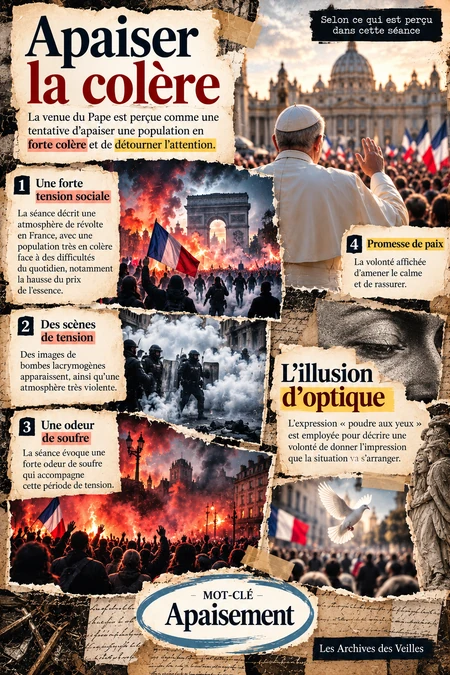 Selon ce qui est perçu
dans cette séance
Apaiser
la colère
La venue du Pape est perçue comme une
tentative d'apaiser une population en
forte colère et de détourner l'attention.
1 Une forte
tension sociale
La séance décrit une
atmosphère de révolte
en France, avec une
population très en colère
face à des difficultés
du quotidien, notamment
la hausse du prix
de l'essence.
2 Des scènes
de tension
Des images de
bombes lacrymogènes
apparaissent, ainsi qu'une
atmosphère très violente.
3 Une odeur
de soufre
La séance évoque une
forte odeur de soufre
qui accompagne
cette période de tension.
4 Promesse de paix
La volonté affichée
d'amener le calme
et de rassurer.
L'illusion
d'optique
L'expression « poudre aux yeux »
est employée pour décrire une
volonté de donner l'impression
que la situation va s'arranger.
– MOT-CLÉ –
Apaisement
Les Archives des Veilles